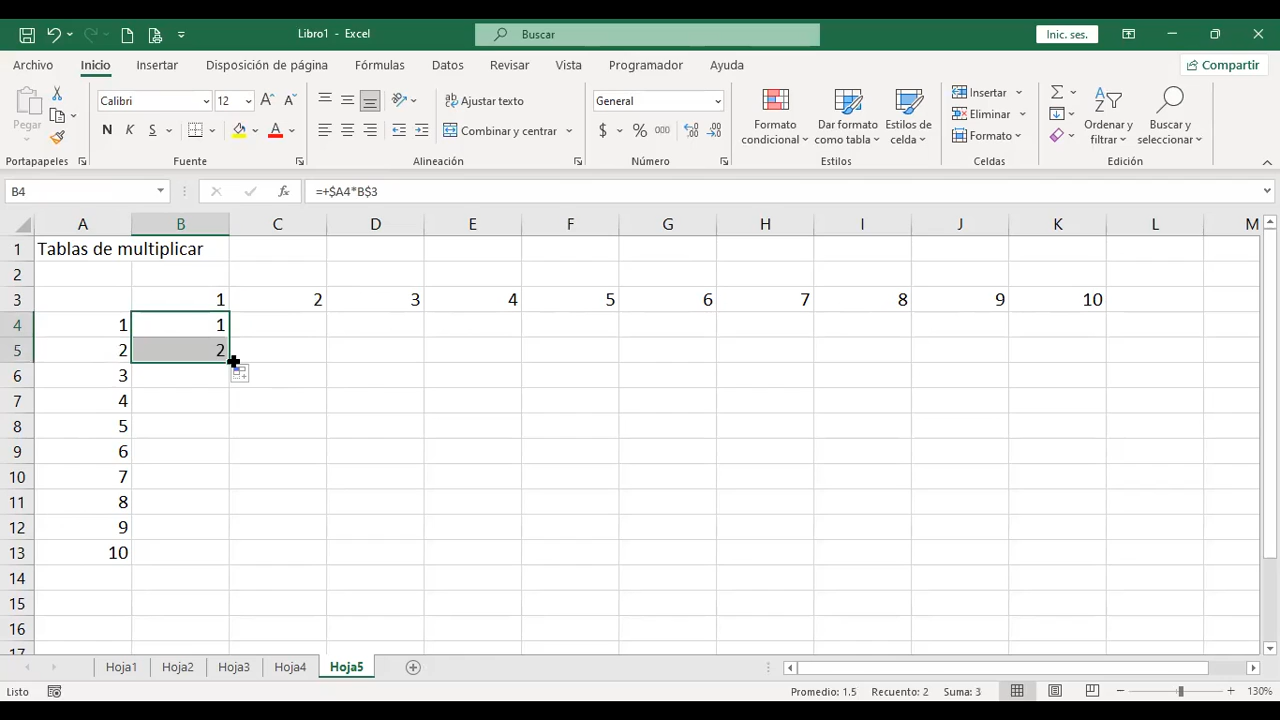 Libro1 - Excel
Buscar
Inic. ses.
Archivo Inicio Insertar Disposición de página Fórmulas Datos Revisar Vista Programador Ayuda Compartir
Pegar
Portapapeles
Calibri 12
N K S
Fuente
Ajustar texto
Combinar y centrar
Alineación
General
$ % 000
Número
Formato condicional
Dar formato como tabla
Estilos de celda
Estilos
Insertar
Eliminar
Formato
Celdas
Ordenar y filtrar
Buscar y seleccionar
Edición
B4 fx =+$A4*B$3
A B C D E F G H I J K L M
1 Tablas de multiplicar
2
3 1 2 3 4 5 6 7 8 9 10
4 1 1
5 2 2
6 3
7 4
8 5
9 6
10 7
11 8
12 9
13 10
14
15
16
17
Hoja1 Hoja2 Hoja3 Hoja4 Hoja5
Listo Promedio: 1.5 Recuento: 2 Suma: 3 130%